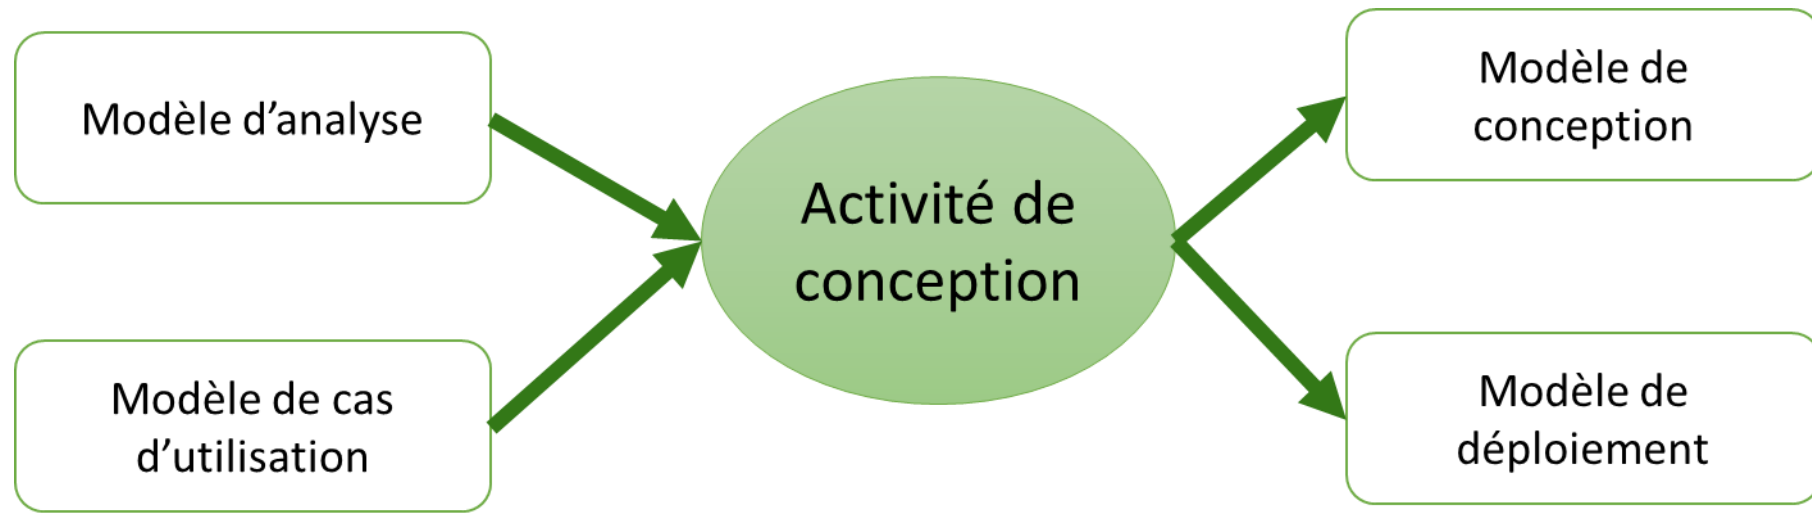 Modèle d’analyse
Modèle de cas
d’utilisation
Activité de
conception
Modèle de
conception
Modèle de
déploiement